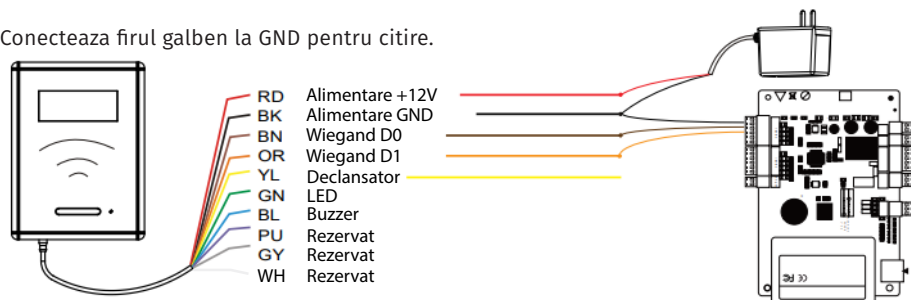 Conecteaza firul galben la GND pentru citire.
RD Alimentare +12V
BK Alimentare GND
BN Wiegand D0
OR Wiegand D1
YL Declansator
GN LED
BL Buzzer
PU Rezervat
GY Rezervat
WH Rezervat